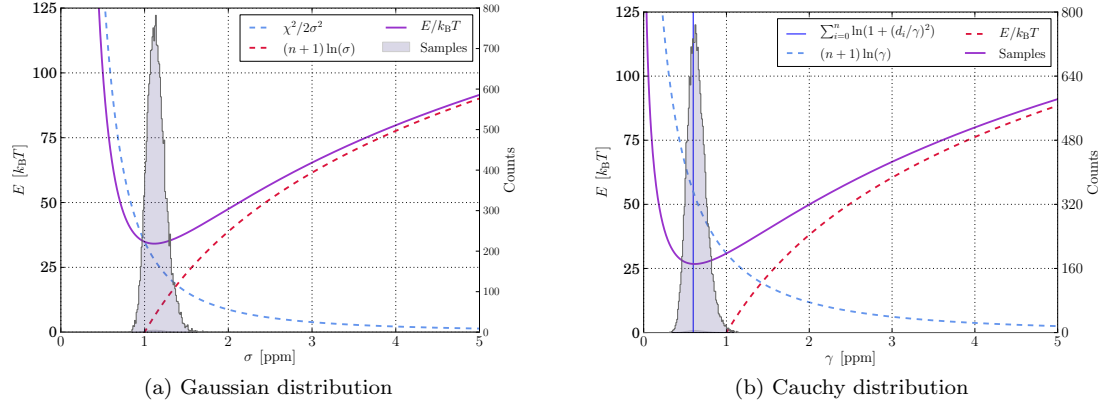 χ²/2σ²
(n + 1) ln(σ)
E/k_BT
Samples
125
100
75
50
25
0
E [k_BT]
800
700
600
500
400
300
200
100
0
Counts
0 1 2 3 4 5
σ [ppm]
(a) Gaussian distribution
∑ⁿᵢ₌₀ ln(1 + (dᵢ/γ)²)
(n + 1) ln(γ)
E/k_BT
Samples
125
100
75
50
25
0
E [k_BT]
800
640
480
320
160
0
Counts
0 1 2 3 4 5
γ [ppm]
(b) Cauchy distribution